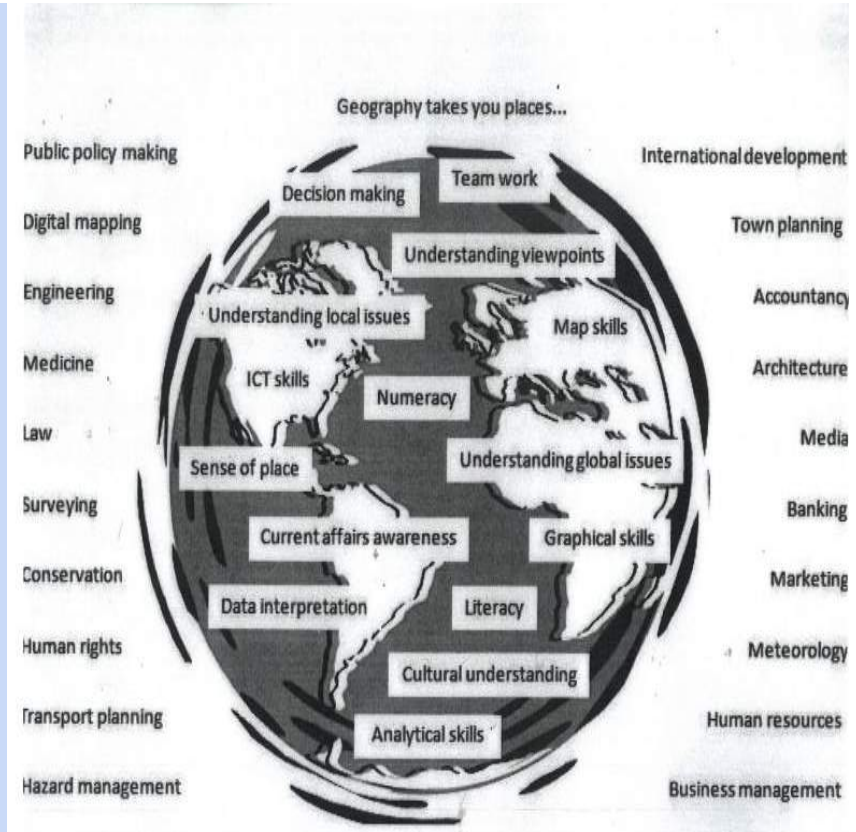 Geography takes you places...
Public policy making
International development
Decision making
Team work
Digital mapping
Town planning
Understanding viewpoints
Engineering
Accountancy
Understanding local issues
Map skills
Medicine
ICT skills
Architecture
Numeracy
Law
Media
Sense of place
Understanding global issues
Surveying
Banking
Current affairs awareness
Graphical skills
Conservation
Marketing
Data interpretation
Literacy
Human rights
Meteorology
Cultural understanding
Transport planning
Human resources
Analytical skills
Hazard management
Business management